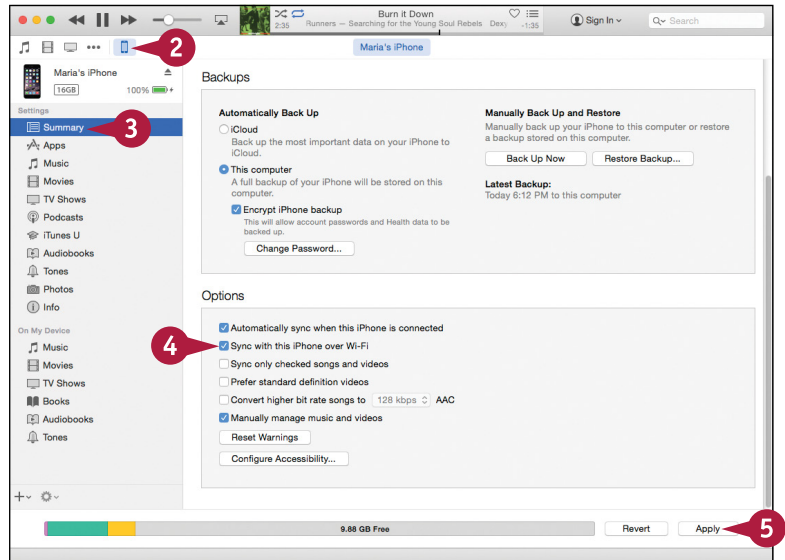 Burn it Down
2:35 Runners — Searching for the Young Soul Rebels Dexy -1:35
Sign In
Search
2
Maria's iPhone
Maria's iPhone
16GB 100%
Settings
Summary
3
Apps
Music
Movies
TV Shows
Podcasts
iTunes U
Audiobooks
Tones
Photos
Info
On My Device
Music
Movies
TV Shows
Books
Audiobooks
Tones
Backups
Automatically Back Up
iCloud
Back up the most important data on your iPhone to
iCloud.
This computer
A full backup of your iPhone will be stored on this
computer.
Encrypt iPhone backup
This will allow account passwords and Health data to be
backed up.
Change Password...
Manually Back Up and Restore
Manually back up your iPhone to this computer or restore
a backup stored on this computer.
Back Up Now Restore Backup...
Latest Backup:
Today 6:12 PM to this computer
Options
Automatically sync when this iPhone is connected
4
Sync with this iPhone over Wi-Fi
Sync only checked songs and videos
Prefer standard definition videos
Convert higher bit rate songs to 128 kbps AAC
Manually manage music and videos
Reset Warnings
Configure Accessibility...
9.88 GB Free
Revert Apply
5